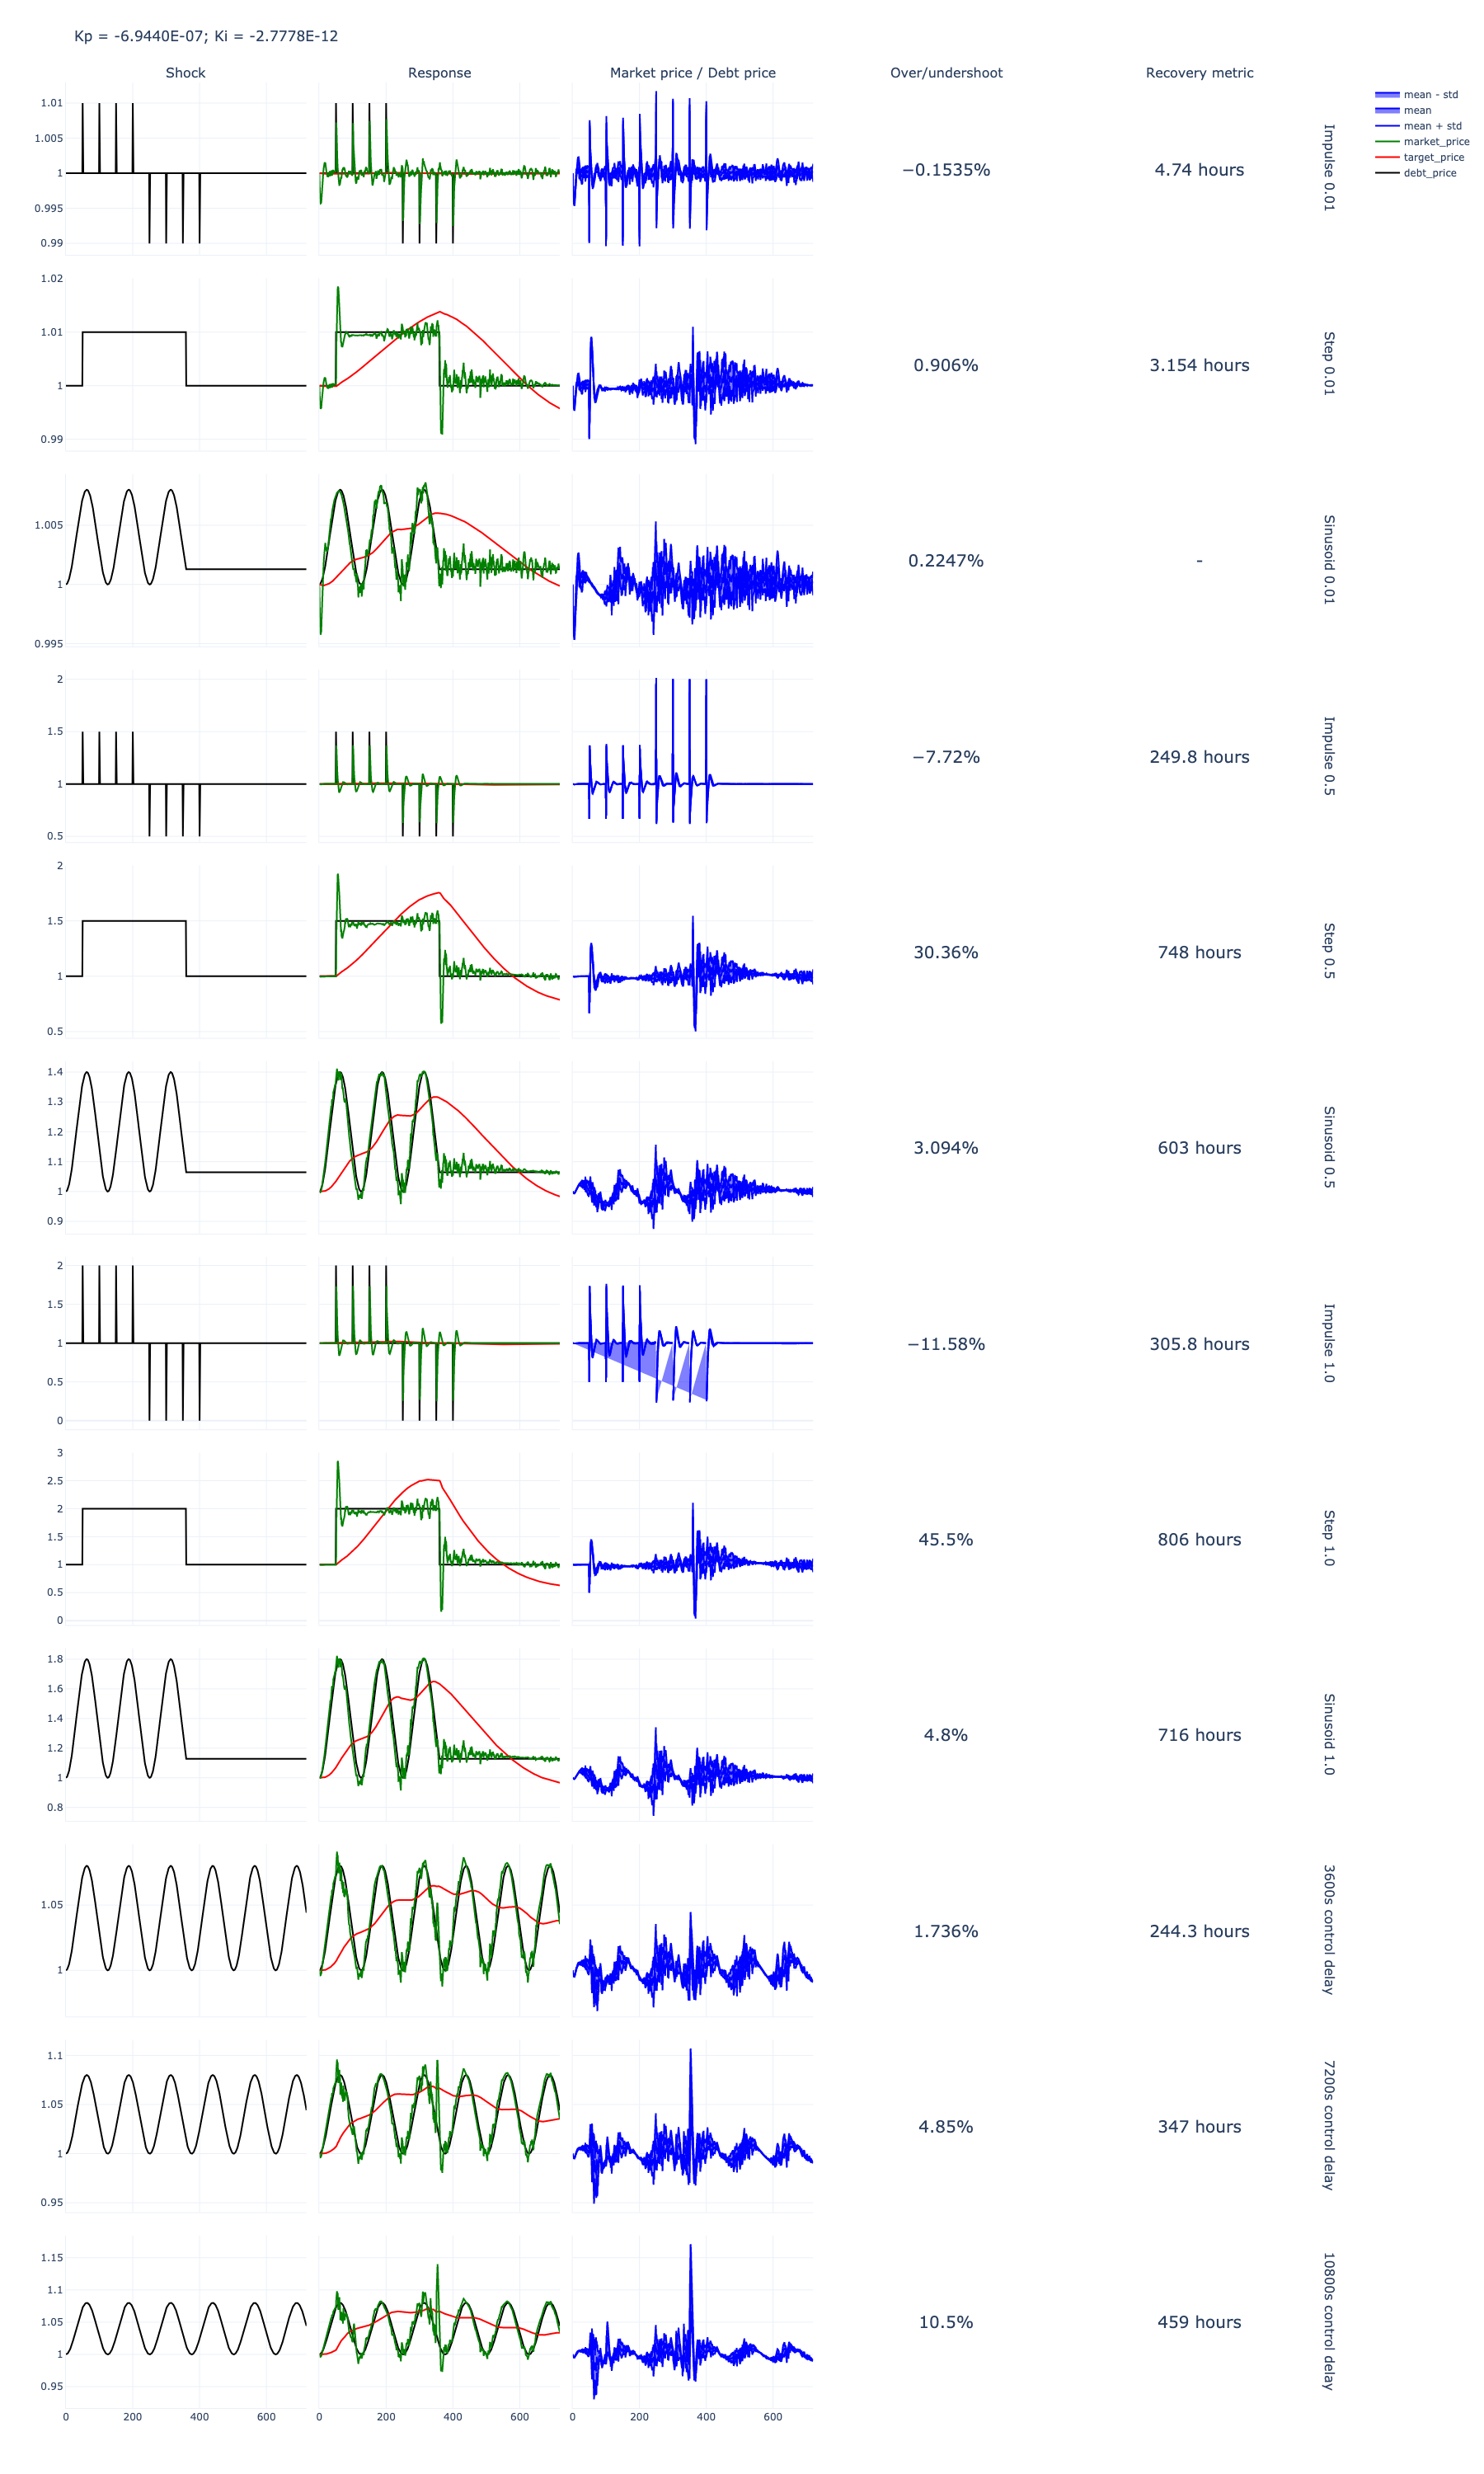 Kp = -6.9440E-07; Ki = -2.7778E-12
Shock Response Market price / Debt price Over/undershoot Recovery metric
mean - std
mean
mean + std
market_price
target_price
debt_price
1.01
1.005
1
0.995
0.99
−0.1535%
4.74 hours
Impulse 0.01
1.02
1.01
1
0.99
0.906%
3.154 hours
Step 0.01
1.005
1
0.995
0.2247%
-
Sinusoid 0.01
2
1.5
1
0.5
−7.72%
249.8 hours
Impulse 0.5
2
1.5
1
0.5
30.36%
748 hours
Step 0.5
1.4
1.3
1.2
1.1
1
0.9
3.094%
603 hours
Sinusoid 0.5
2
1.5
1
0.5
0
−11.58%
305.8 hours
Impulse 1.0
3
2.5
2
1.5
1
0.5
0
45.5%
806 hours
Step 1.0
1.8
1.6
1.4
1.2
1
0.8
4.8%
716 hours
Sinusoid 1.0
1.05
1
1.736%
244.3 hours
3600s control delay
1.1
1.05
1
0.95
4.85%
347 hours
7200s control delay
1.15
1.1
1.05
1
0.95
10.5%
459 hours
10800s control delay
0 200 400 600 0 200 400 600 0 200 400 600